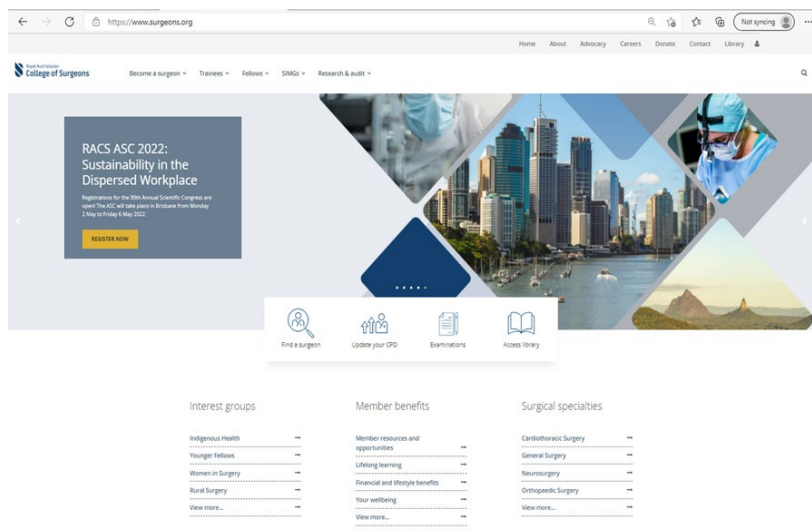 https://www.surgeons.org
Not syncing
Home About Advocacy Careers Donate Contact Library
Royal Australasian
College of Surgeons
Become a surgeon Trainees Fellows SIMGs Research & audit
RACS ASC 2022:
Sustainability in the
Dispersed Workplace
Registrations for the 90th Annual Scientific Congress are
open! The ASC will take place in Brisbane from Monday
2 May to Friday 6 May 2022.
REGISTER NOW
Find a surgeon Update your CPD Examinations Access library
Interest groups
Indigenous Health
Younger Fellows
Women in Surgery
Rural Surgery
View more...
Member benefits
Member resources and
opportunities
Lifelong learning
Financial and lifestyle benefits
Your wellbeing
View more...
Surgical specialties
Cardiothoracic Surgery
General Surgery
Neurosurgery
Orthopaedic Surgery
View more...